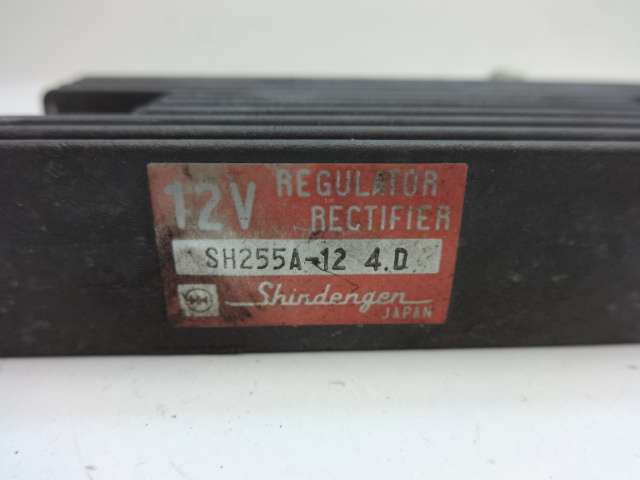 12V REGULATOR
RECTIFIER
SH255A-12 4.D
Shindengen
JAPAN